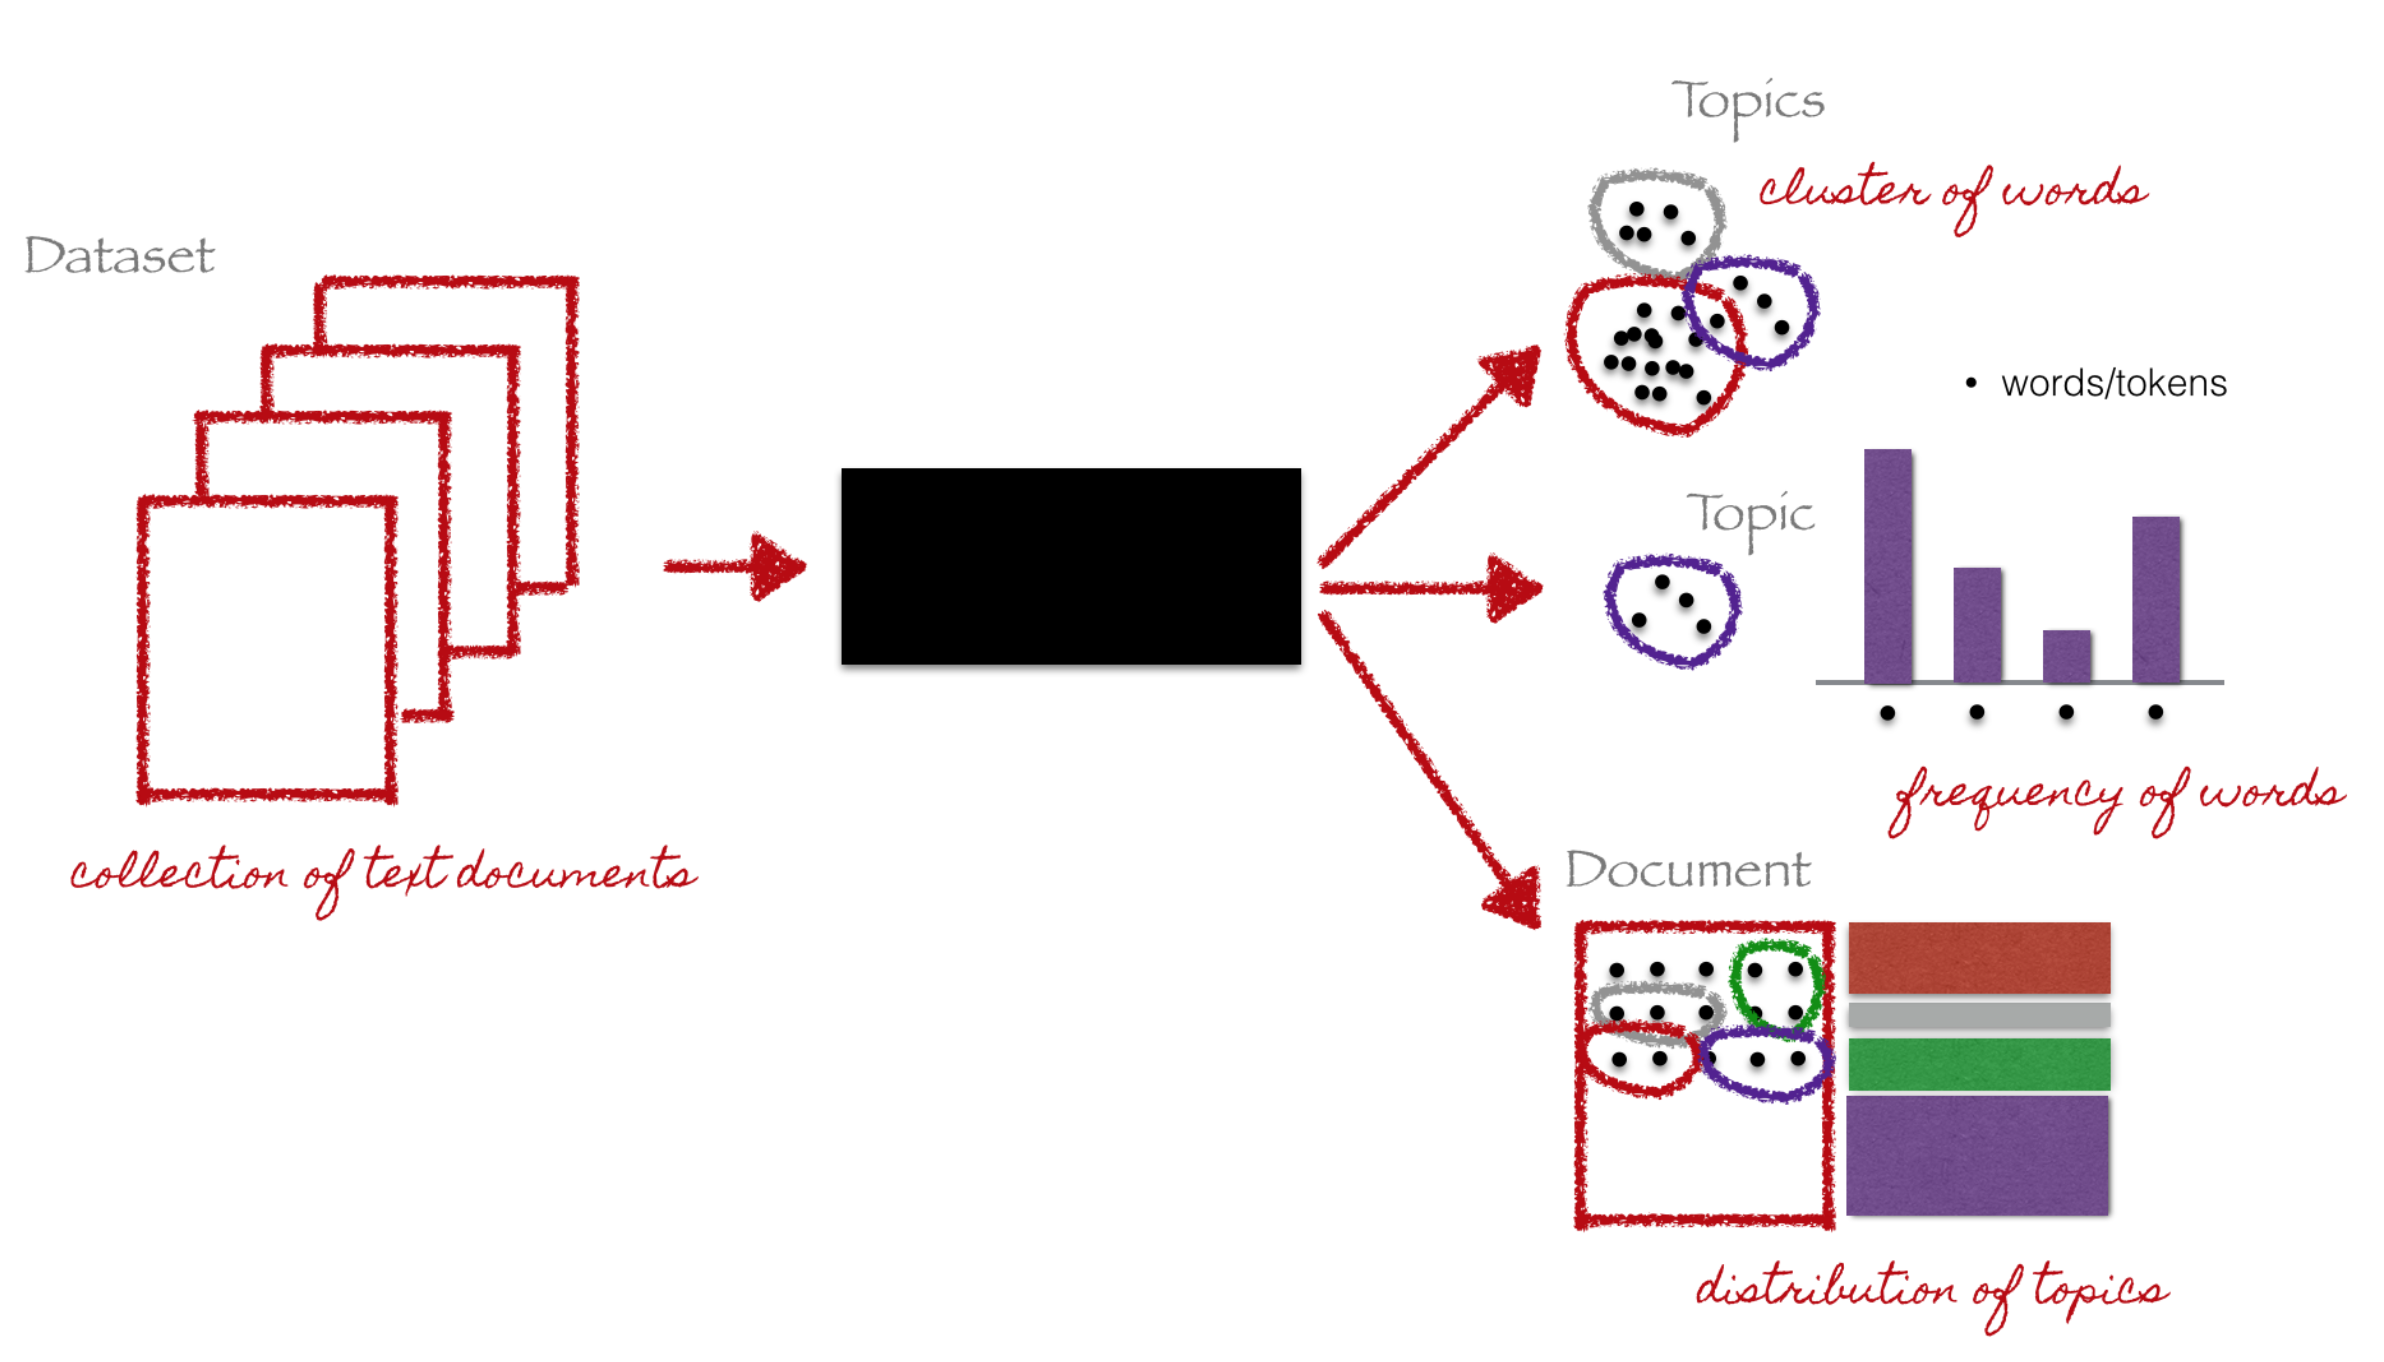 Dataset
collection of text documents
Topics
cluster of words
• words/tokens
Topic
frequency of words
Document
distribution of topics